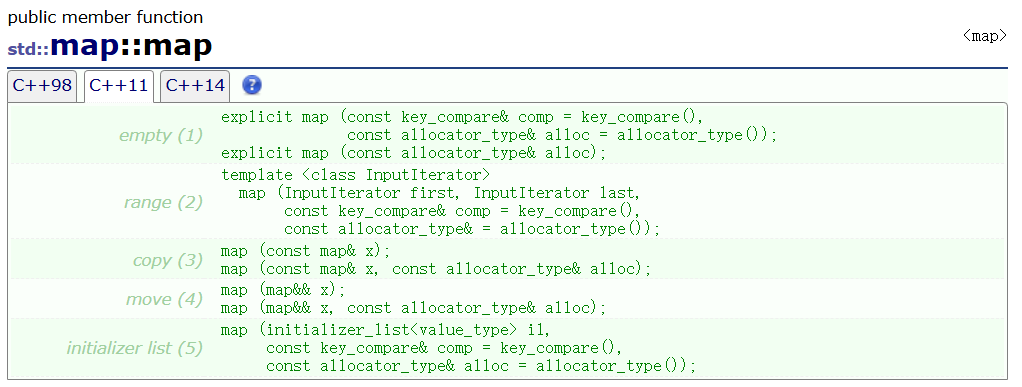 public member function
<map>
std::map::map
C++98 C++11 C++14 ?
empty (1)
explicit map (const key_compare& comp = key_compare(),
const allocator_type& alloc = allocator_type());
explicit map (const allocator_type& alloc);
range (2)
template <class InputIterator>
map (InputIterator first, InputIterator last,
const key_compare& comp = key_compare(),
const allocator_type& = allocator_type());
copy (3)
map (const map& x);
map (const map& x, const allocator_type& alloc);
move (4)
map (map&& x);
map (map&& x, const allocator_type& alloc);
initializer list (5)
map (initializer_list<value_type> il,
const key_compare& comp = key_compare(),
const allocator_type& alloc = allocator_type());